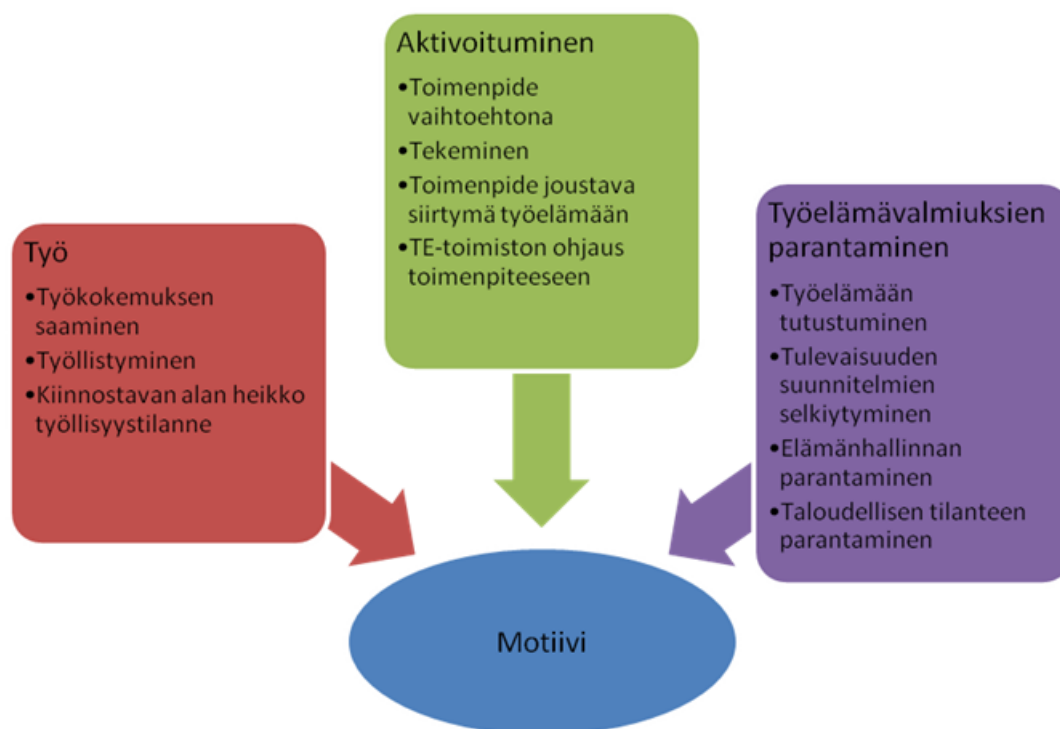 Aktivoituminen
•Toimenpide
vaihtoehtona
•Tekeminen
•Toimenpide joustava
siirtymä työelämään
•TE-toimiston ohjaus
toimenpiteeseen
Työ
•Työkokemuksen
saaminen
•Työllistyminen
•Kiinnostavan alan heikko
työllisyystilanne
Työelämävalmiuksien
parantaminen
•Työelämään
tutustuminen
•Tulevaisuuden
suunnitelmien
selkiytyminen
•Elämänhallinnan
parantaminen
•Taloudellisen tilanteen
parantaminen
Motiivi